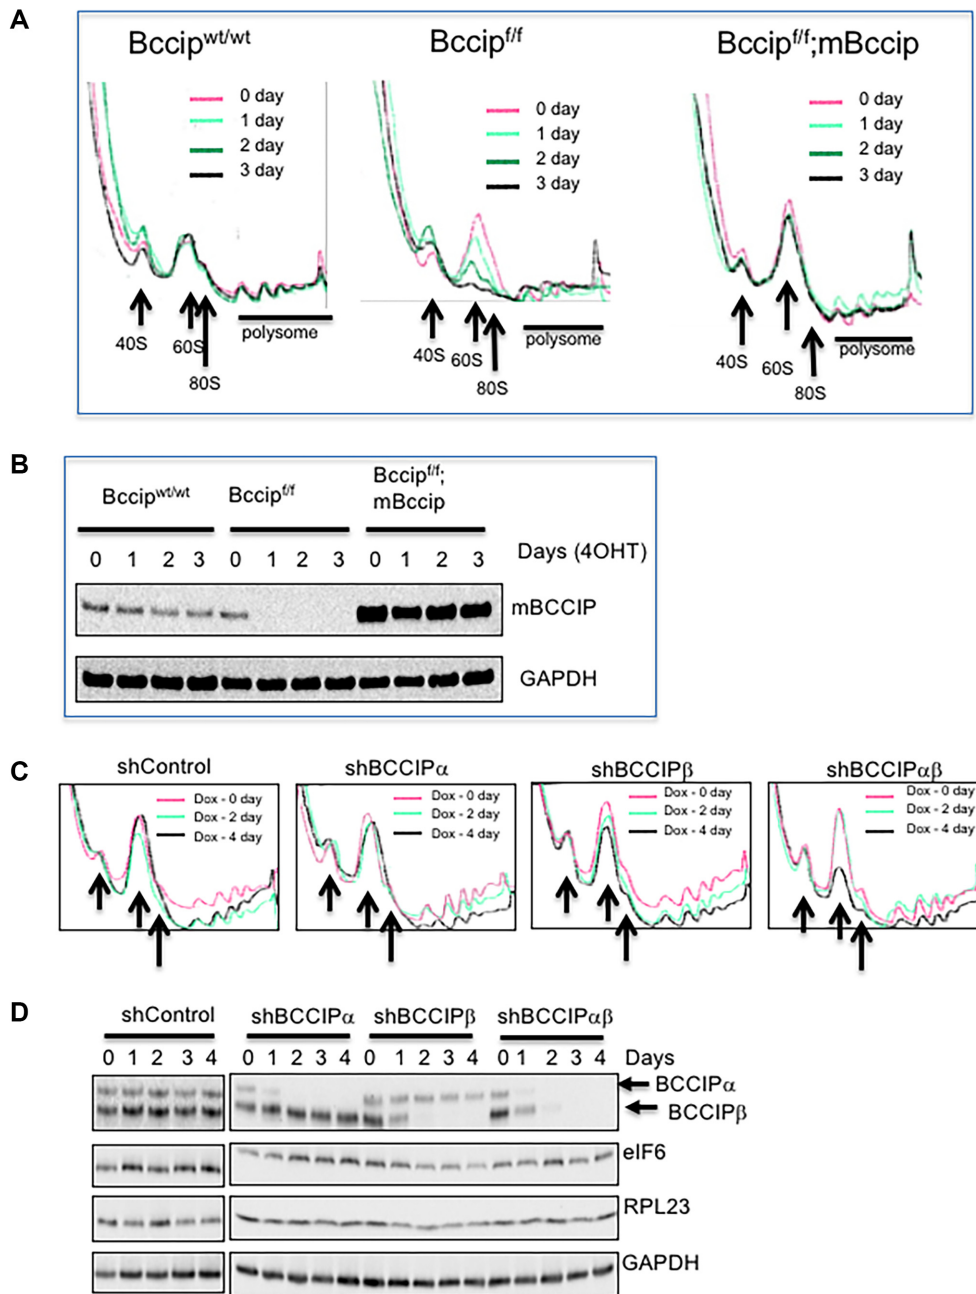 A
Bccipwt/wt
Bccipf/f
Bccipf/f;mBccip
0 day
1 day
2 day
3 day
0 day
1 day
2 day
3 day
0 day
1 day
2 day
3 day
40S
60S
80S
polysome
40S
60S
80S
polysome
40S
60S
80S
polysome
B
Bccipwt/wt
Bccipf/f
Bccipf/f;
mBccip
0 1 2 3 0 1 2 3 0 1 2 3
Days (4OHT)
mBCCIP
GAPDH
C
shControl
shBCCIPα
shBCCIPβ
shBCCIPαβ
Dox - 0 day
Dox - 2 day
Dox - 4 day
Dox - 0 day
Dox - 2 day
Dox - 4 day
Dox - 0 day
Dox - 2 day
Dox - 4 day
Dox - 0 day
Dox - 2 day
Dox - 4 day
D
shControl
shBCCIPα
shBCCIPβ
shBCCIPαβ
0 1 2 3 4 0 1 2 3 4 0 1 2 3 4 0 1 2 3 4 Days
BCCIPα
BCCIPβ
eIF6
RPL23
GAPDH